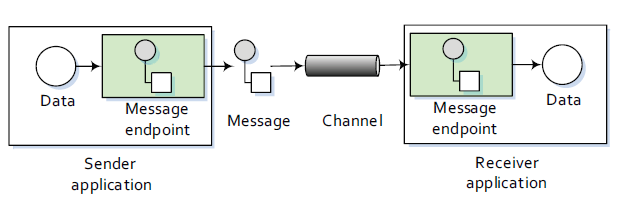 Data
Message
endpoint
Message
Channel
Message
endpoint
Data
Sender
application
Receiver
application